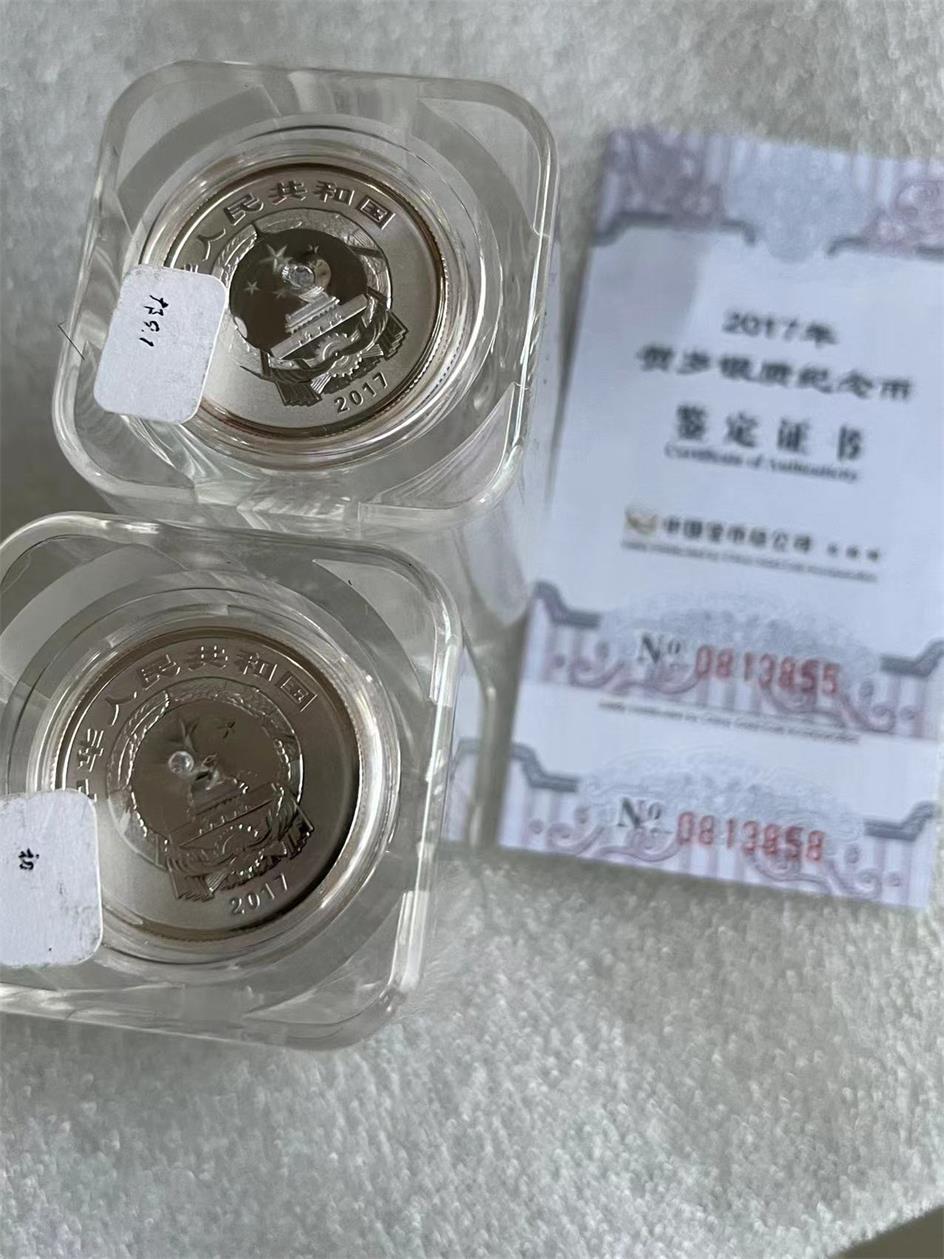 华人民共和国
2017
中华人民共和国
2017
2017年
贺岁银质纪念币
鉴定证书
Certificate of Authenticity
中国金币总公司
№ 0813855
№ 0813858